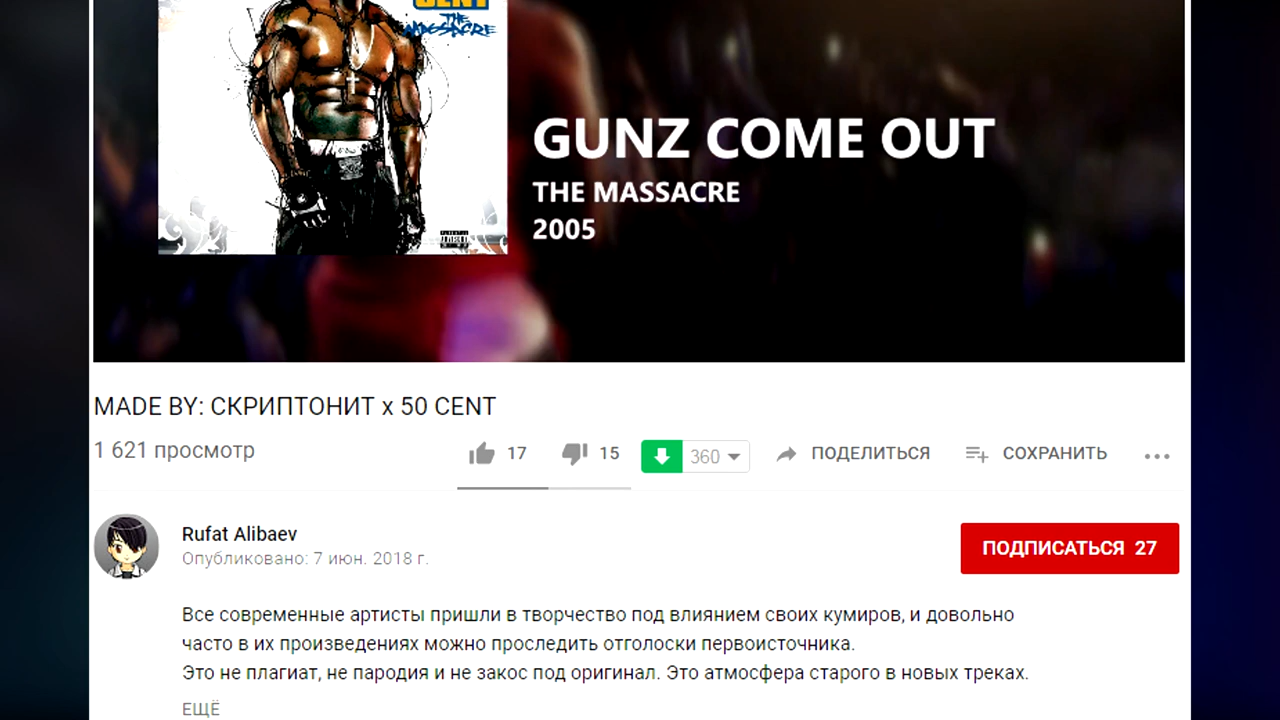 CENT
THE
MASSACRE
GUNZ COME OUT
THE MASSACRE
2005
MADE BY: СКРИПТОНИТ x 50 CENT
1 621 просмотр
17
15
360
ПОДЕЛИТЬСЯ
СОХРАНИТЬ
Rufat Alibaev
Опубликовано: 7 июн. 2018 г.
ПОДПИСАТЬСЯ 27
Все современные артисты пришли в творчество под влиянием своих кумиров, и довольно
часто в их произведениях можно проследить отголоски первоисточника.
Это не плагиат, не пародия и не закос под оригинал. Это атмосфера старого в новых треках.
ЕЩЁ